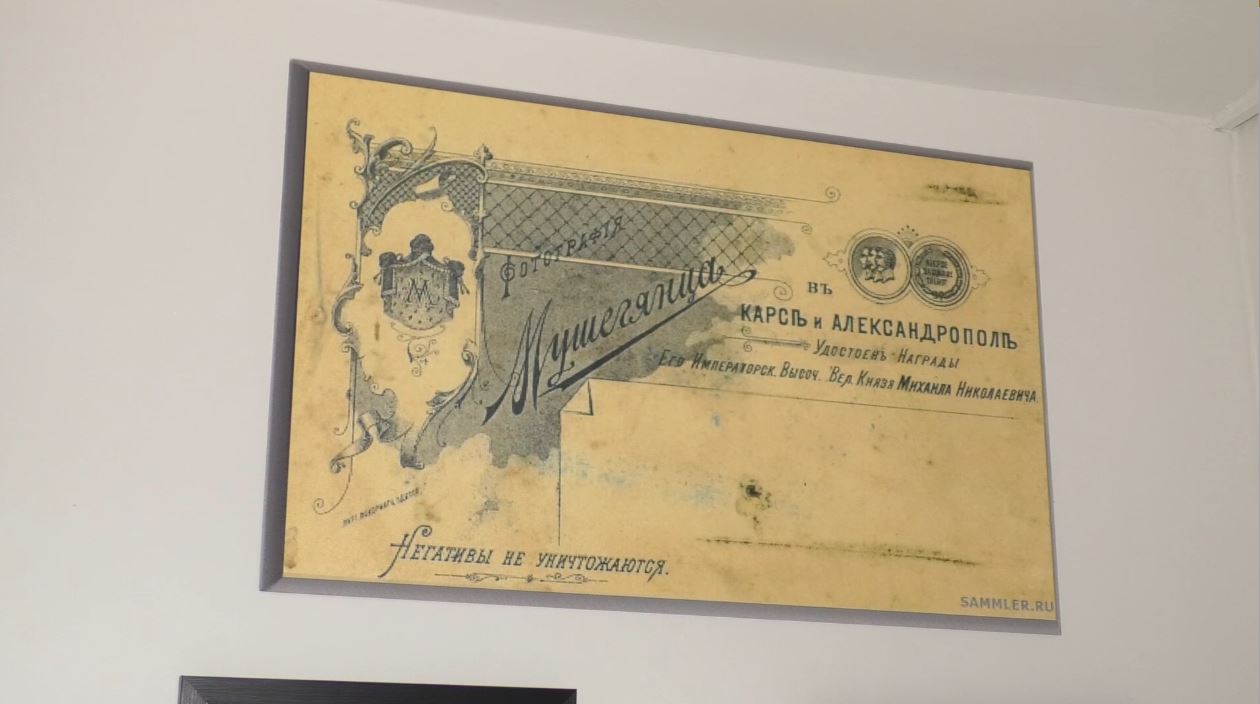 Фотографія
Мушегянца
въ
КАРСѢ и АЛЕКСАНДРОПОЛѢ
Удостоенъ Награды
Его Императорск. Высоч. Вел. Князя Михаила Николаевича.
М
Негативы не уничтожаются.
SAMMLER.RU